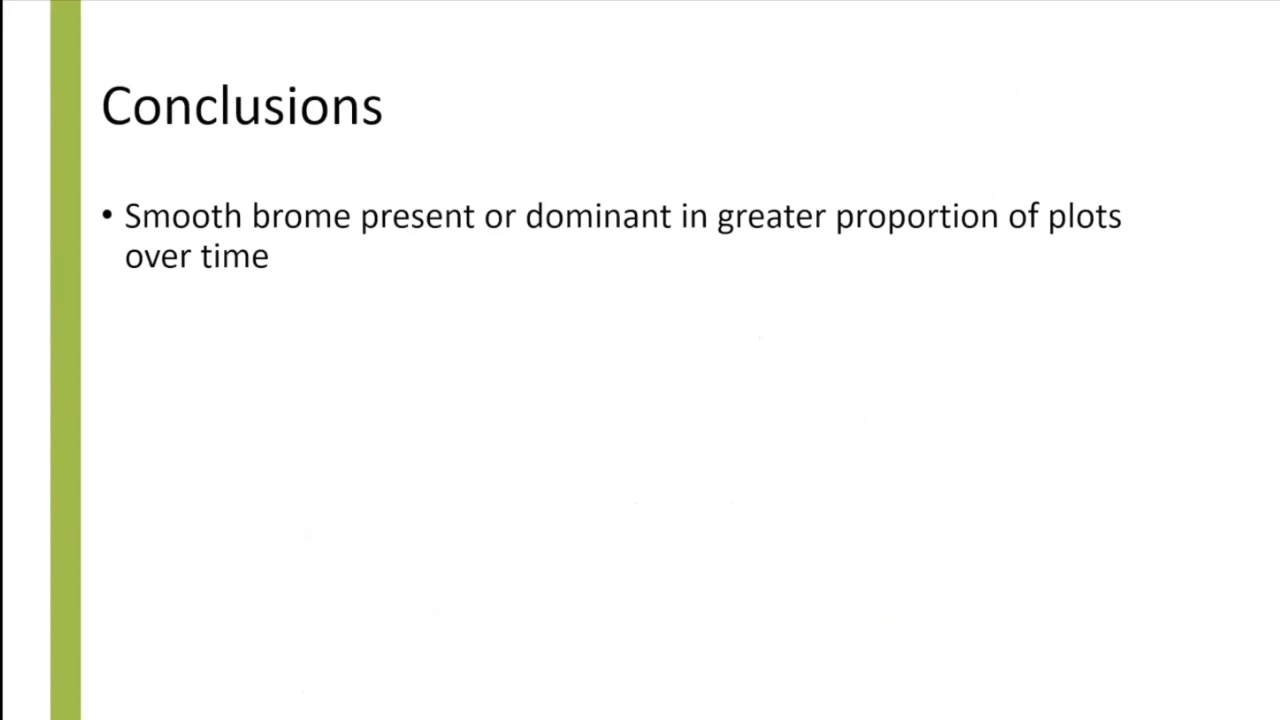 Conclusions
• Smooth brome present or dominant in greater proportion of plots
over time